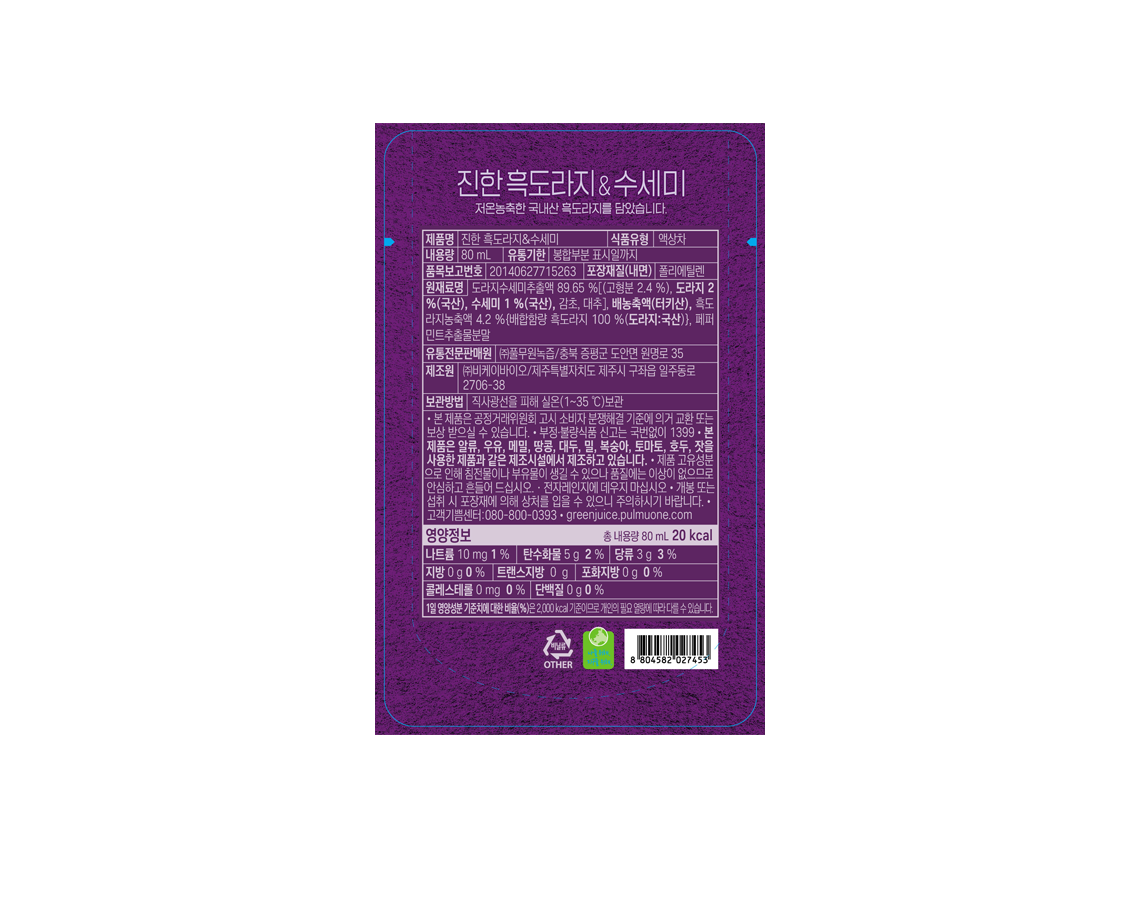 진한 흑도라지 & 수세미
저온농축한 국내산 흑도라지를 담았습니다.
제품명 진한 흑도라지&수세미 식품유형 액상차
내용량 80 mL 유통기한 봉합부분 표시일까지
품목보고번호 20140627715263 포장재질(내면) 폴리에틸렌
원재료명 도라지수세미추출액 89.65 %[(고형분 2.4 %), 도라지 2
%(국산), 수세미 1 %(국산), 감초, 대추], 배농축액(터키산), 흑도
라지농축액 4.2 %{배합함량 흑도라지 100 %(도라지:국산)}, 페퍼
민트추출물분말
유통전문판매원 ㈜풀무원녹즙/충북 증평군 도안면 원명로 35
제조원 ㈜비케이바이오/제주특별자치도 제주시 구좌읍 일주동로
2706-38
보관방법 직사광선을 피해 실온(1~35 ℃)보관
• 본 제품은 공정거래위원회 고시 소비자 분쟁해결 기준에 의거 교환 또는
보상 받으실 수 있습니다. • 부정·불량식품 신고는 국번없이 1399 • 본
제품은 알류, 우유, 메밀, 땅콩, 대두, 밀, 복숭아, 토마토, 호두, 잣을
사용한 제품과 같은 제조시설에서 제조하고 있습니다. • 제품 고유성분
으로 인해 침전물이나 부유물이 생길 수 있으나 품질에는 이상이 없으므로
안심하고 흔들어 드십시오. · 전자레인지에 데우지 마십시오 • 개봉 또는
섭취 시 포장재에 의해 상처를 입을 수 있으니 주의하시기 바랍니다. •
고객기쁨센터:080-800-0393 • greenjuice.pulmuone.com
영양정보 총 내용량 80 mL 20 kcal
나트륨 10 mg 1 % 탄수화물 5 g 2 % 당류 3 g 3 %
지방 0 g 0 % 트랜스지방 0 g 포화지방 0 g 0 %
콜레스테롤 0 mg 0 % 단백질 0 g 0 %
1일 영양성분 기준치에 대한 비율(%)은 2,000 kcal 기준이므로 개인의 필요 열량에 따라 다를 수 있습니다.
비닐류
OTHER
8 804582 027453